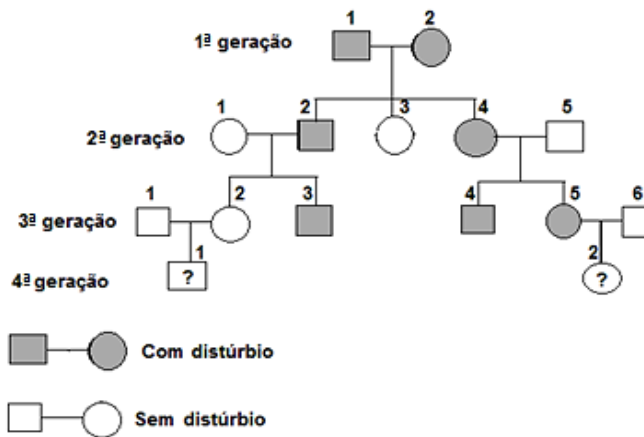 1 2
1ª geração
1 2 3 4 5
2ª geração
1 2 3 4 5 6
3ª geração
1 2
4ª geração ? ?
Com distúrbio
Sem distúrbio